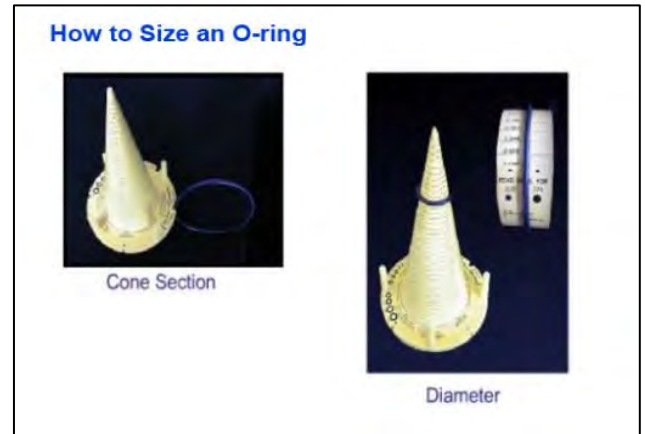 How to Size an O-ring
Cone Section
Diameter